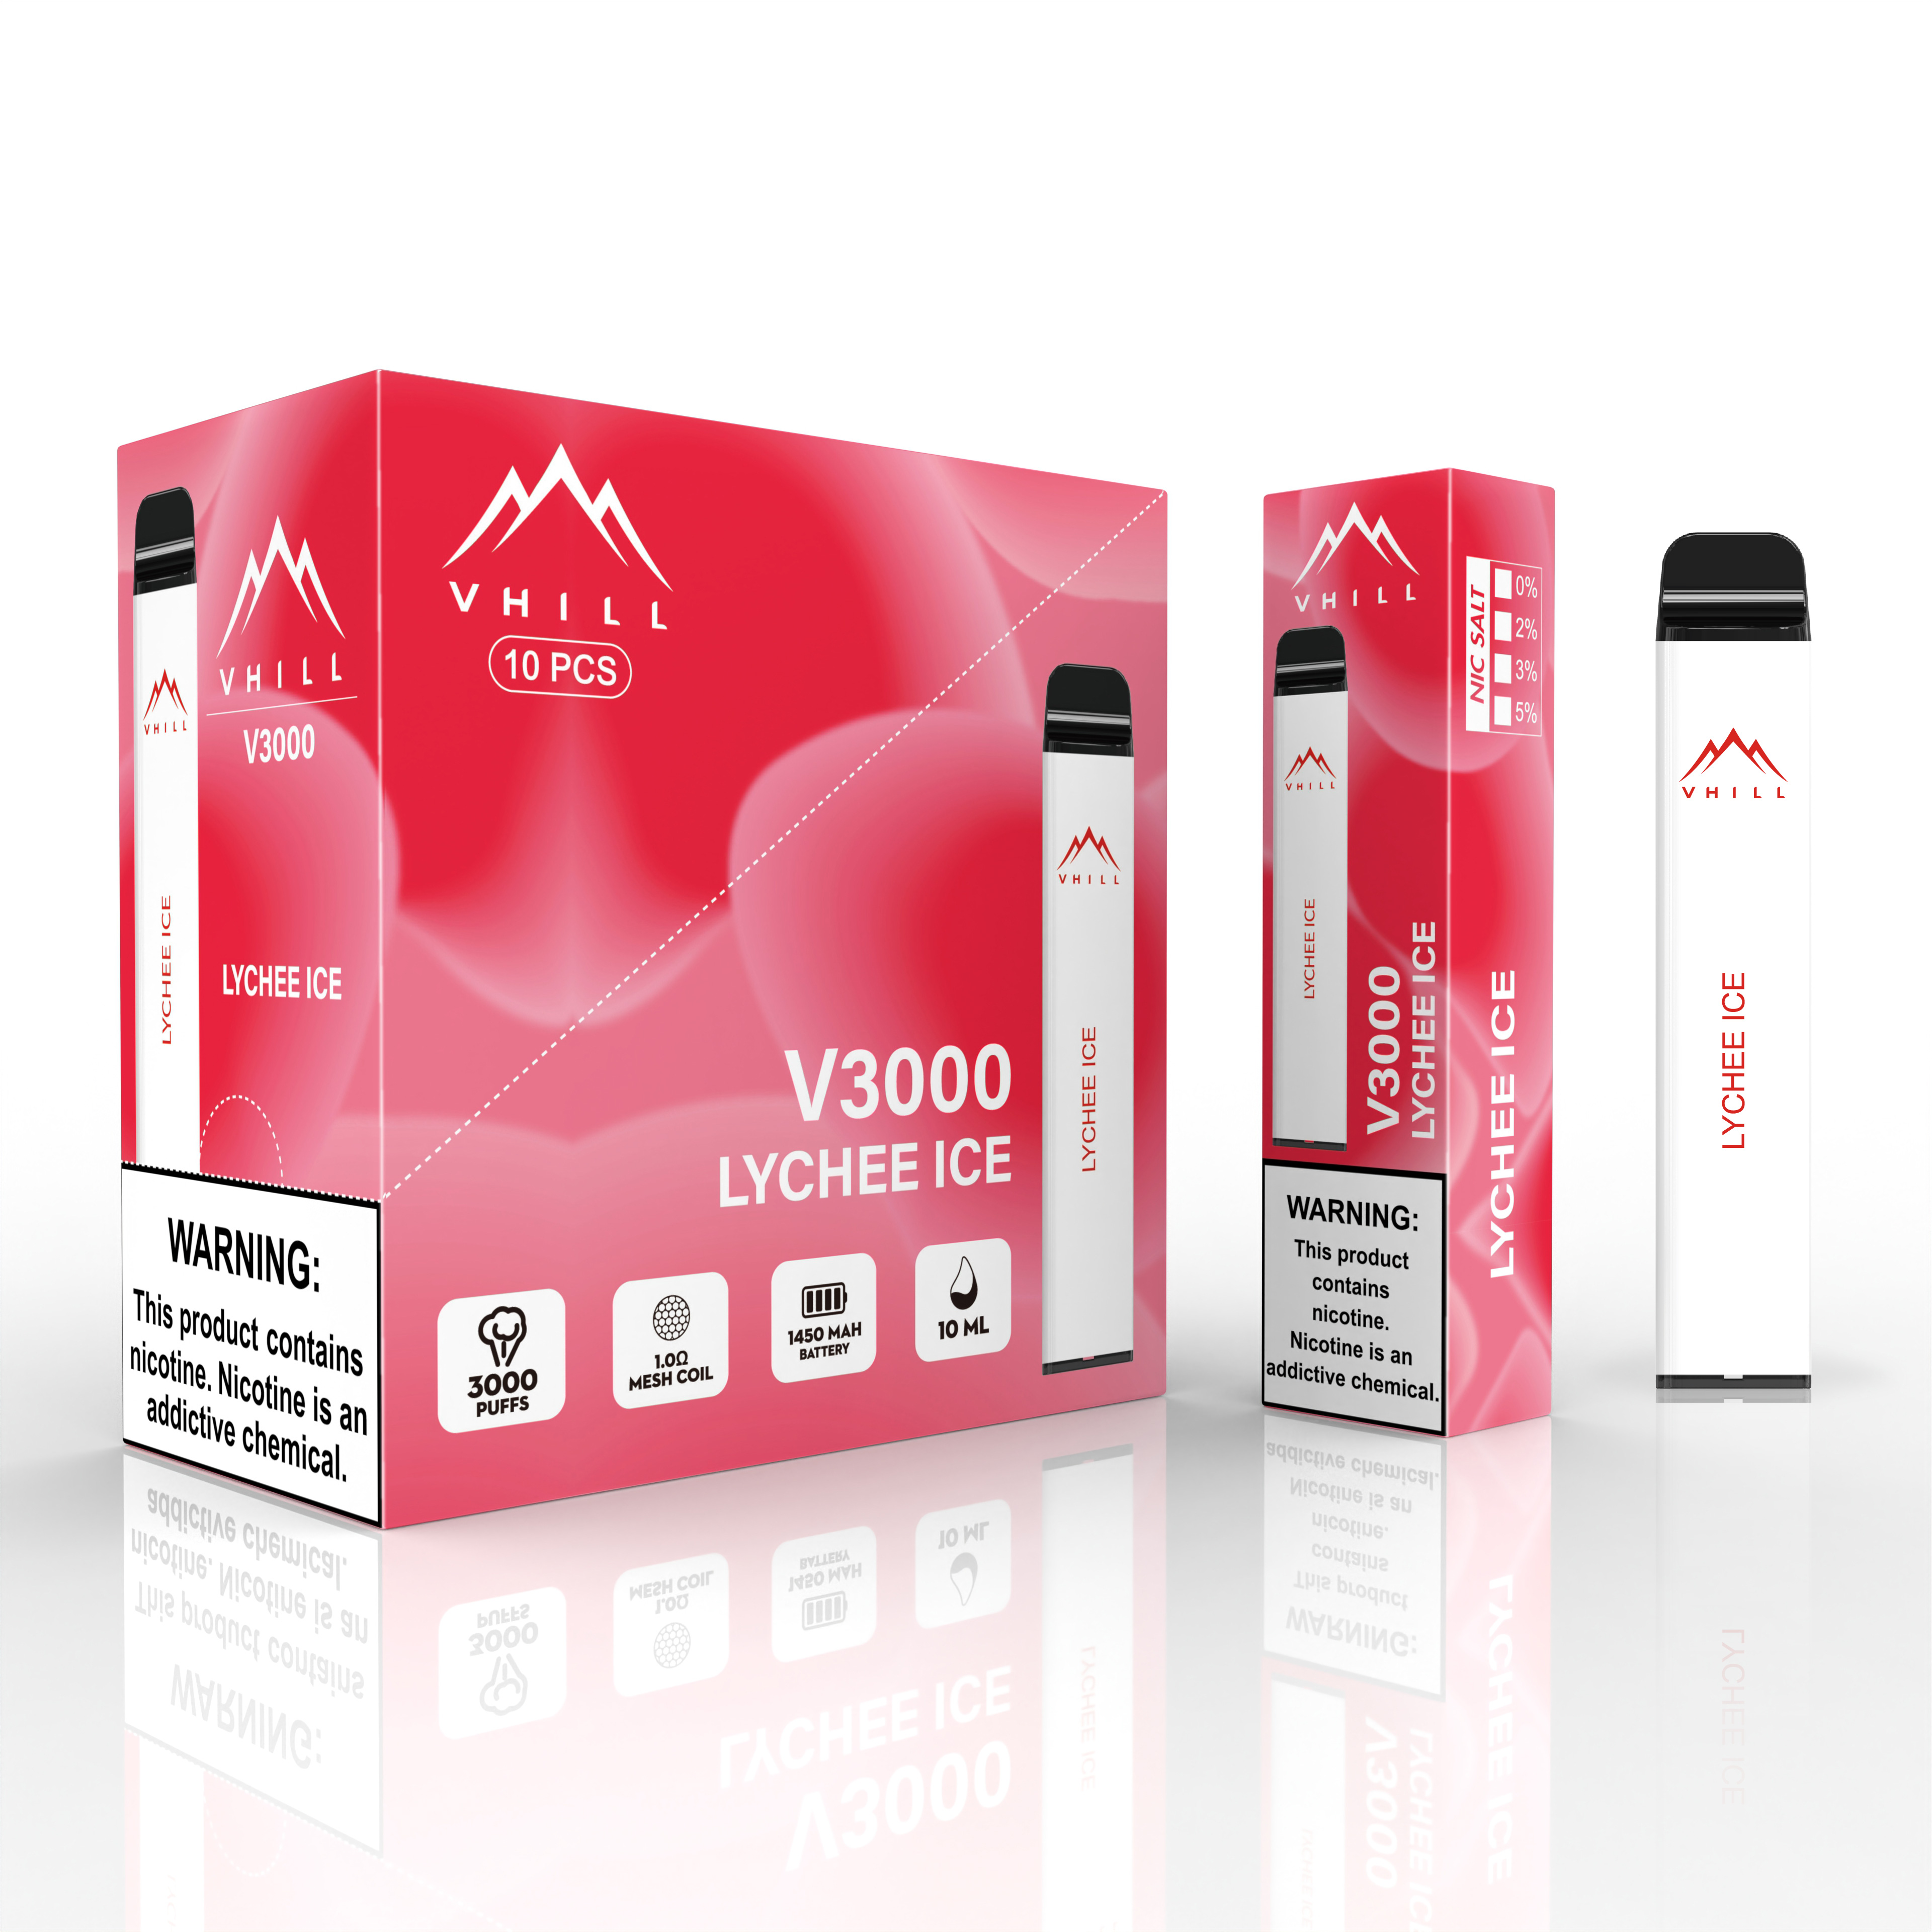 VHILL
V3000
LYCHEE ICE
VHILL
LYCHEE ICE
WARNING:
This product contains
nicotine. Nicotine is an
addictive chemical.
VHILL
10 PCS
V3000
LYCHEE ICE
3000
PUFFS
1.0Ω
MESH COIL
1450 MAH
BATTERY
10 ML
VHILL
LYCHEE ICE
VHILL
VHILL
LYCHEE ICE
V3000
LYCHEE ICE
WARNING:
This product
contains
nicotine.
Nicotine is an
addictive chemical.
NIC SALT
0%
2%
3%
5%
LYCHEE ICE
VHILL
LYCHEE ICE